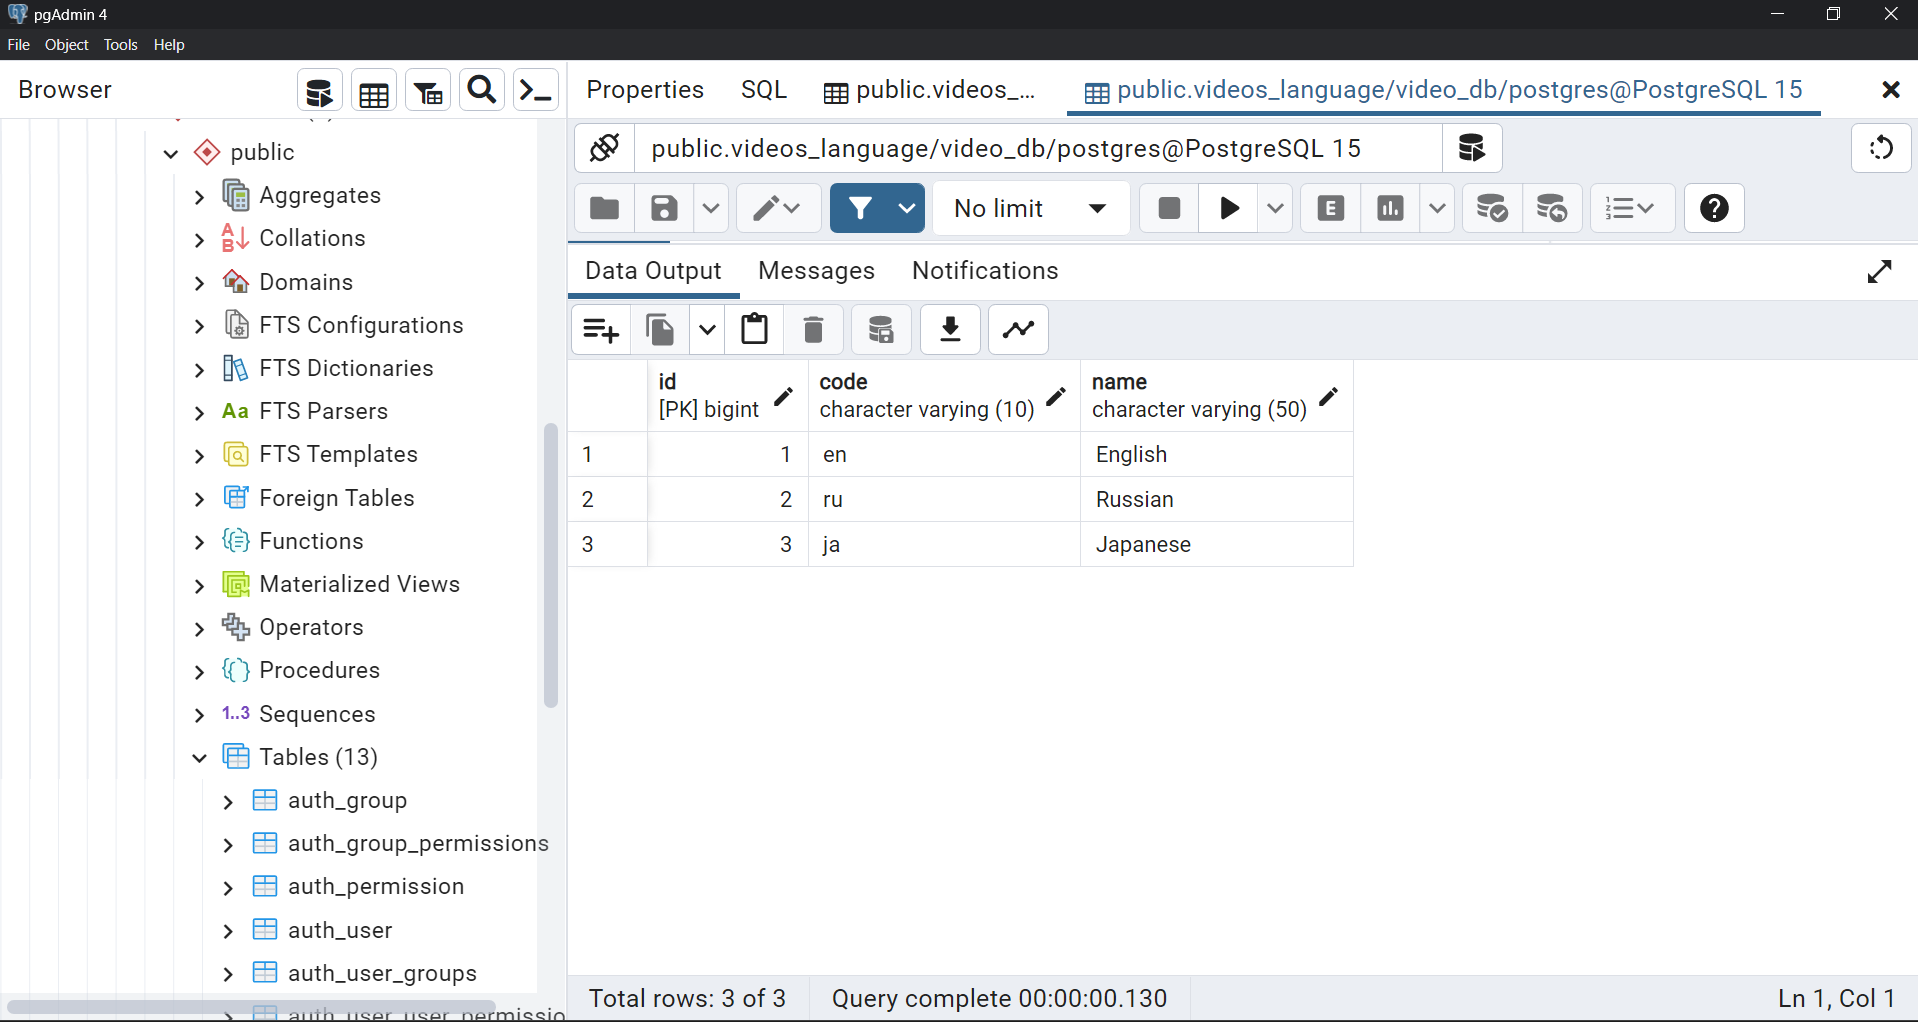 pgAdmin 4
File Object Tools Help
Browser
public
Aggregates
Collations
Domains
FTS Configurations
FTS Dictionaries
Aa FTS Parsers
FTS Templates
Foreign Tables
Functions
Materialized Views
Operators
Procedures
1..3 Sequences
Tables (13)
auth_group
auth_group_permissions
auth_permission
auth_user
auth_user_groups
auth_user_user_permissio
Properties SQL public.videos_... public.videos_language/video_db/postgres@PostgreSQL 15
public.videos_language/video_db/postgres@PostgreSQL 15
No limit
Data Output Messages Notifications
id code name
[PK] bigint character varying (10) character varying (50)
1 1 en English
2 2 ru Russian
3 3 ja Japanese
Total rows: 3 of 3 Query complete 00:00:00.130 Ln 1, Col 1